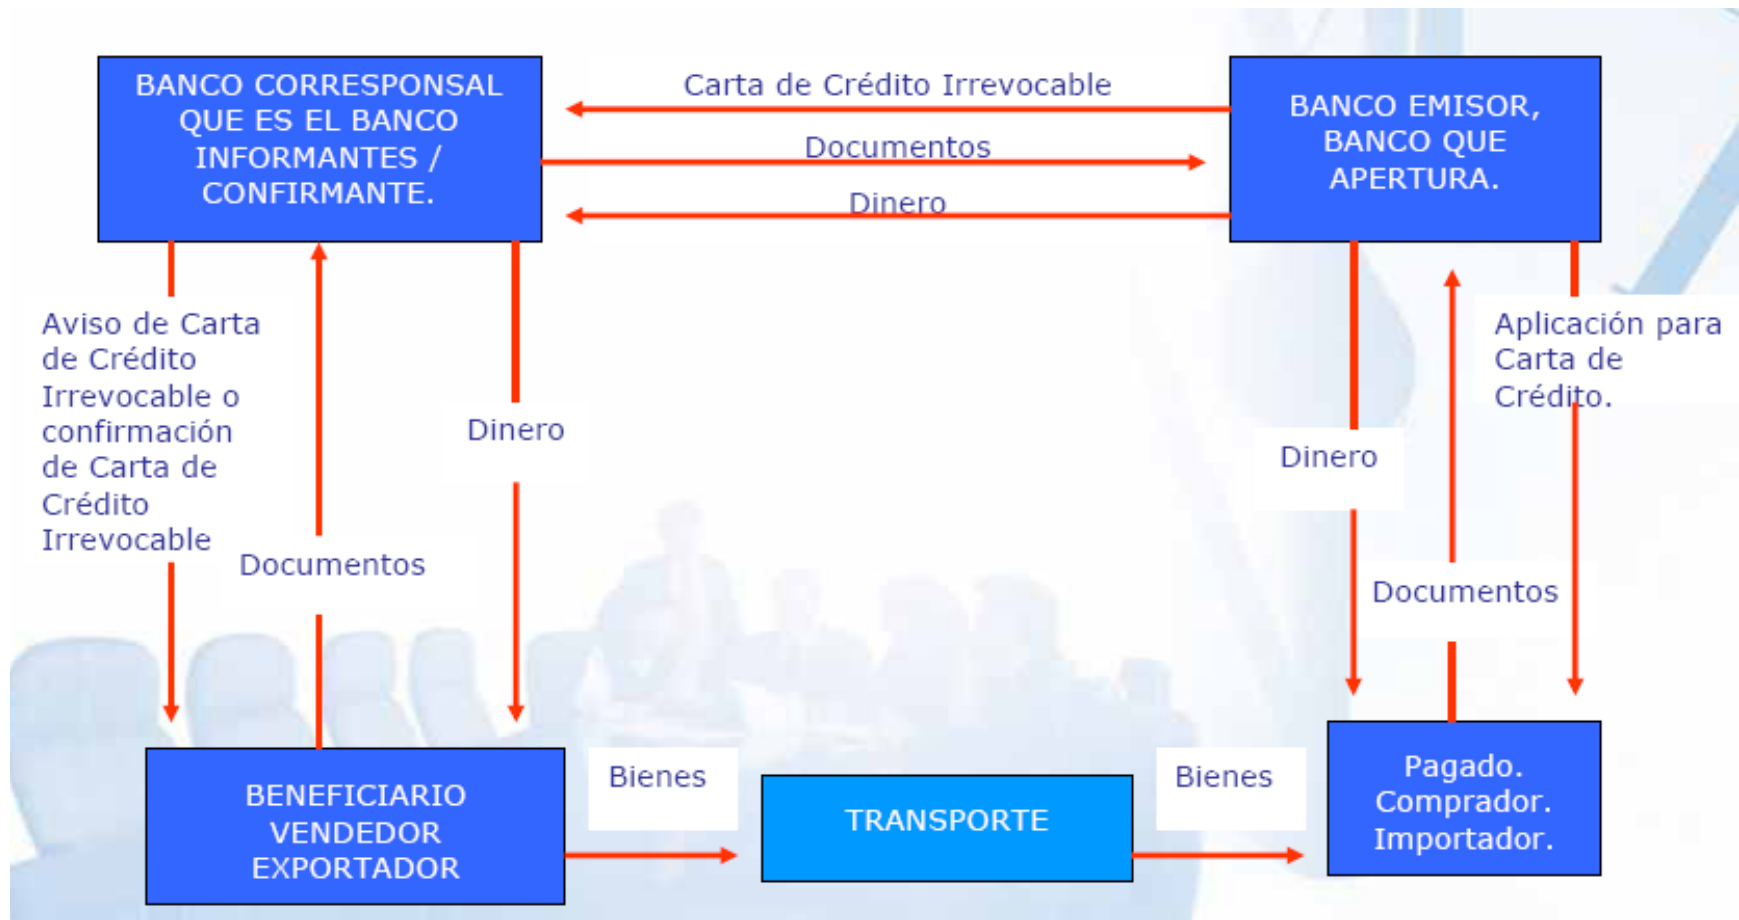 BANCO CORRESPONSAL
QUE ES EL BANCO
INFORMANTES /
CONFIRMANTE.
Carta de Crédito Irrevocable
Documentos
Dinero
BANCO EMISOR,
BANCO QUE
APERTURA.
Aviso de Carta
de Crédito
Irrevocable o
confirmación
de Carta de
Crédito
Irrevocable
Documentos
Dinero
Dinero
Documentos
Aplicación para
Carta de
Crédito.
BENEFICIARIO
VENDEDOR
EXPORTADOR
Bienes
TRANSPORTE
Bienes
Pagado.
Comprador.
Importador.